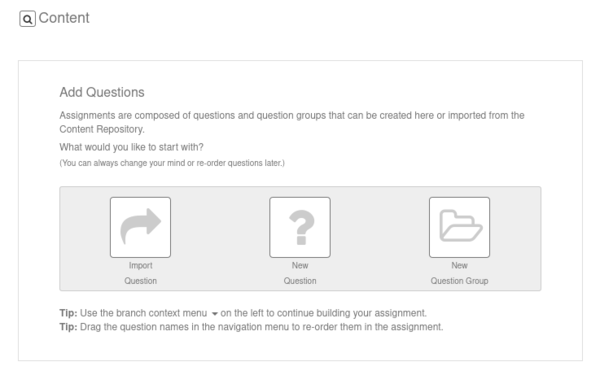 Content
Add Questions
Assignments are composed of questions and question groups that can be created here or imported from the
Content Repository.
What would you like to start with?
(You can always change your mind or re-order questions later.)
Import
Question
New
Question
New
Question Group
Tip: Use the branch context menu on the left to continue building your assignment.
Tip: Drag the question names in the navigation menu to re-order them in the assignment.